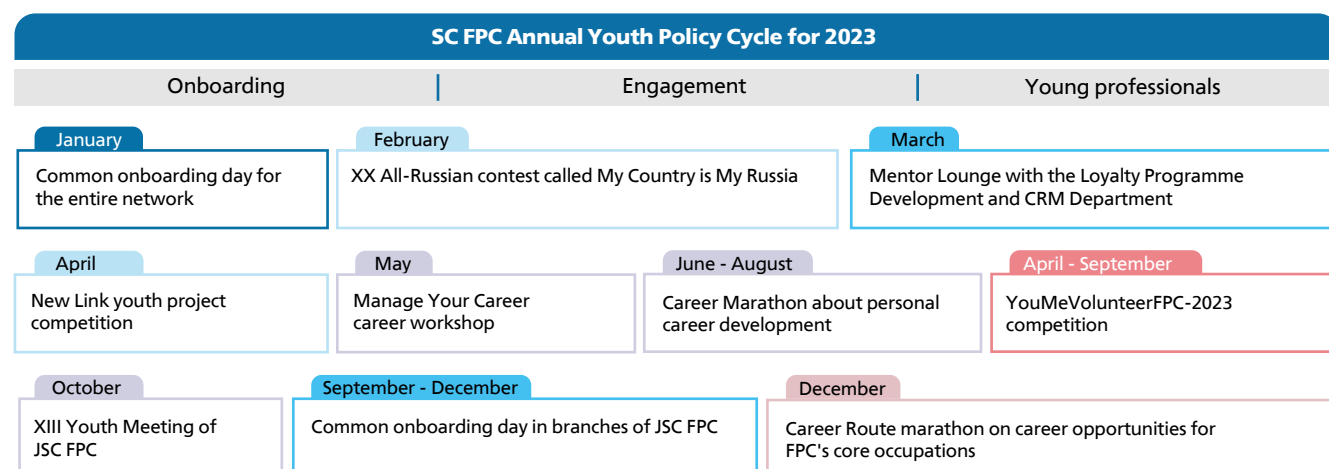 SC FPC Annual Youth Policy Cycle for 2023
Onboarding
Engagement
Young professionals
January
Common onboarding day for
the entire network
February
XX All-Russian contest called My Country is My Russia
March
Mentor Lounge with the Loyalty Programme
Development and CRM Department
April
New Link youth project
competition
May
Manage Your Career
career workshop
June - August
Career Marathon about personal
career development
April - September
YouMeVolunteerFPC-2023
competition
October
XIII Youth Meeting of
JSC FPC
September - December
Common onboarding day in branches of JSC FPC
December
Career Route marathon on career opportunities for
FPC's core occupations